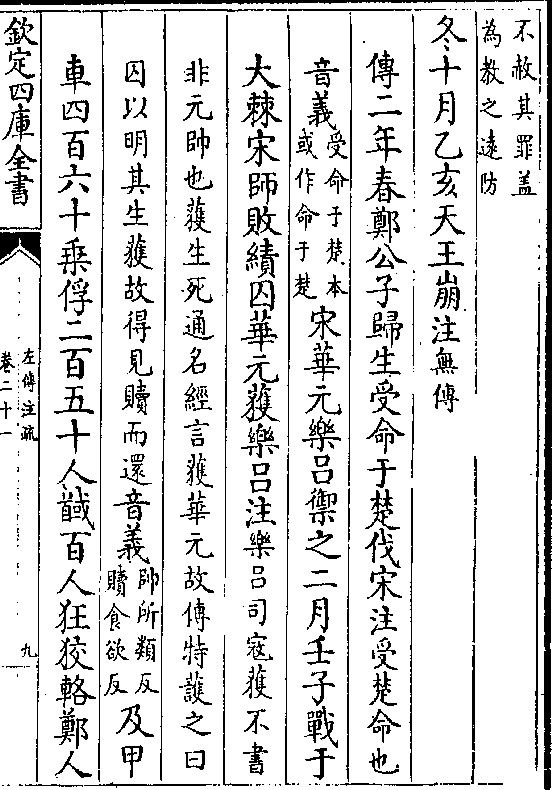 不赦其罪盖
為教之遠防
冬十月乙亥天王崩注無傳
傳二年春鄭公子歸生受命于楚伐宋注受楚命也
音義受命于楚本
或作命于楚
宋華元樂呂禦之二月壬子戰于
大棘宋師敗績囚華元獲樂呂注樂呂司寇獲不書
非元帥也獲生死通名經言獲華元故傳特護之曰
囚以明其生獲故得見贖而還音義帥所類反
贖食欲反
及甲
車四百六十乘俘二百五十人馘百人狂狡輅鄭人
欽定四庫全書
左傳注疏
卷二十一
九